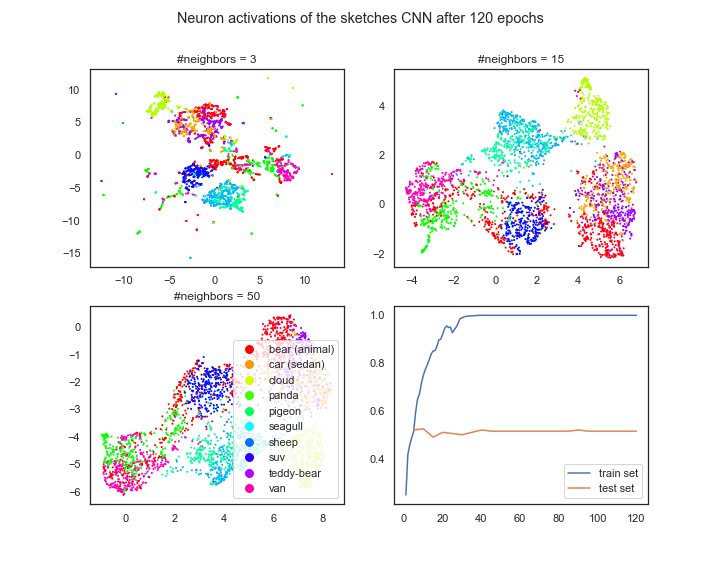 Neuron activations of the sketches CNN after 120 epochs
#neighbors = 3
10
5
0
−5
−10
−15
−10
−5
0
5
10
#neighbors = 15
4
2
0
−2
−4
−2
0
2
4
6
#neighbors = 50
0
−1
−2
−3
−4
−5
−6
0
2
4
6
8
bear (animal)
car (sedan)
cloud
panda
pigeon
seagull
sheep
suv
teddy-bear
van
1.0
0.8
0.6
0.4
0
20
40
60
80
100
120
train set
test set